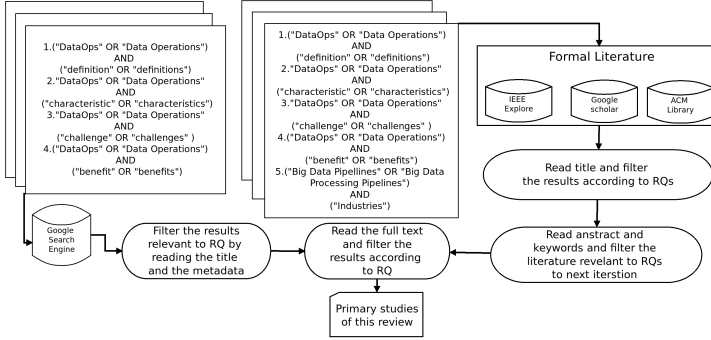 1.("DataOps" OR "Data Operations")
AND
("definition" OR "definitions")
2."DataOps" OR "Data Operations"
AND
("characteristic" OR "characteristics")
3."DataOps" OR "Data Operations"
AND
("challenge" OR "challenges" )
4.("DataOps" OR "Data Operations)
AND
("benefit" OR "benefits")
1.("DataOps" OR "Data Operations")
AND
("definition" OR "definitions")
2."DataOps" OR "Data Operations"
AND
("characteristic" OR "characteristics")
3."DataOps" OR "Data Operations"
AND
("challenge" OR "challenges" )
4.("DataOps" OR "Data Operations)
AND
("benefit" OR "benefits")
5.("Big Data Pipellines" OR "Big Data
Processing Pipelines")
AND
("Industries")
Formal Literature
IEEE
Explore
Google
scholar
ACM
Library
Read title and filter
the results according to RQs
Google
Search
Engine
Filter the results
relevant to RQ by
reading the title
and the metadata
Read the full text
and filter the
results according
to RQ
Read anstract and
keywords and filter the
literature revelant to RQs
to next iterstion
Primary studies
of this review